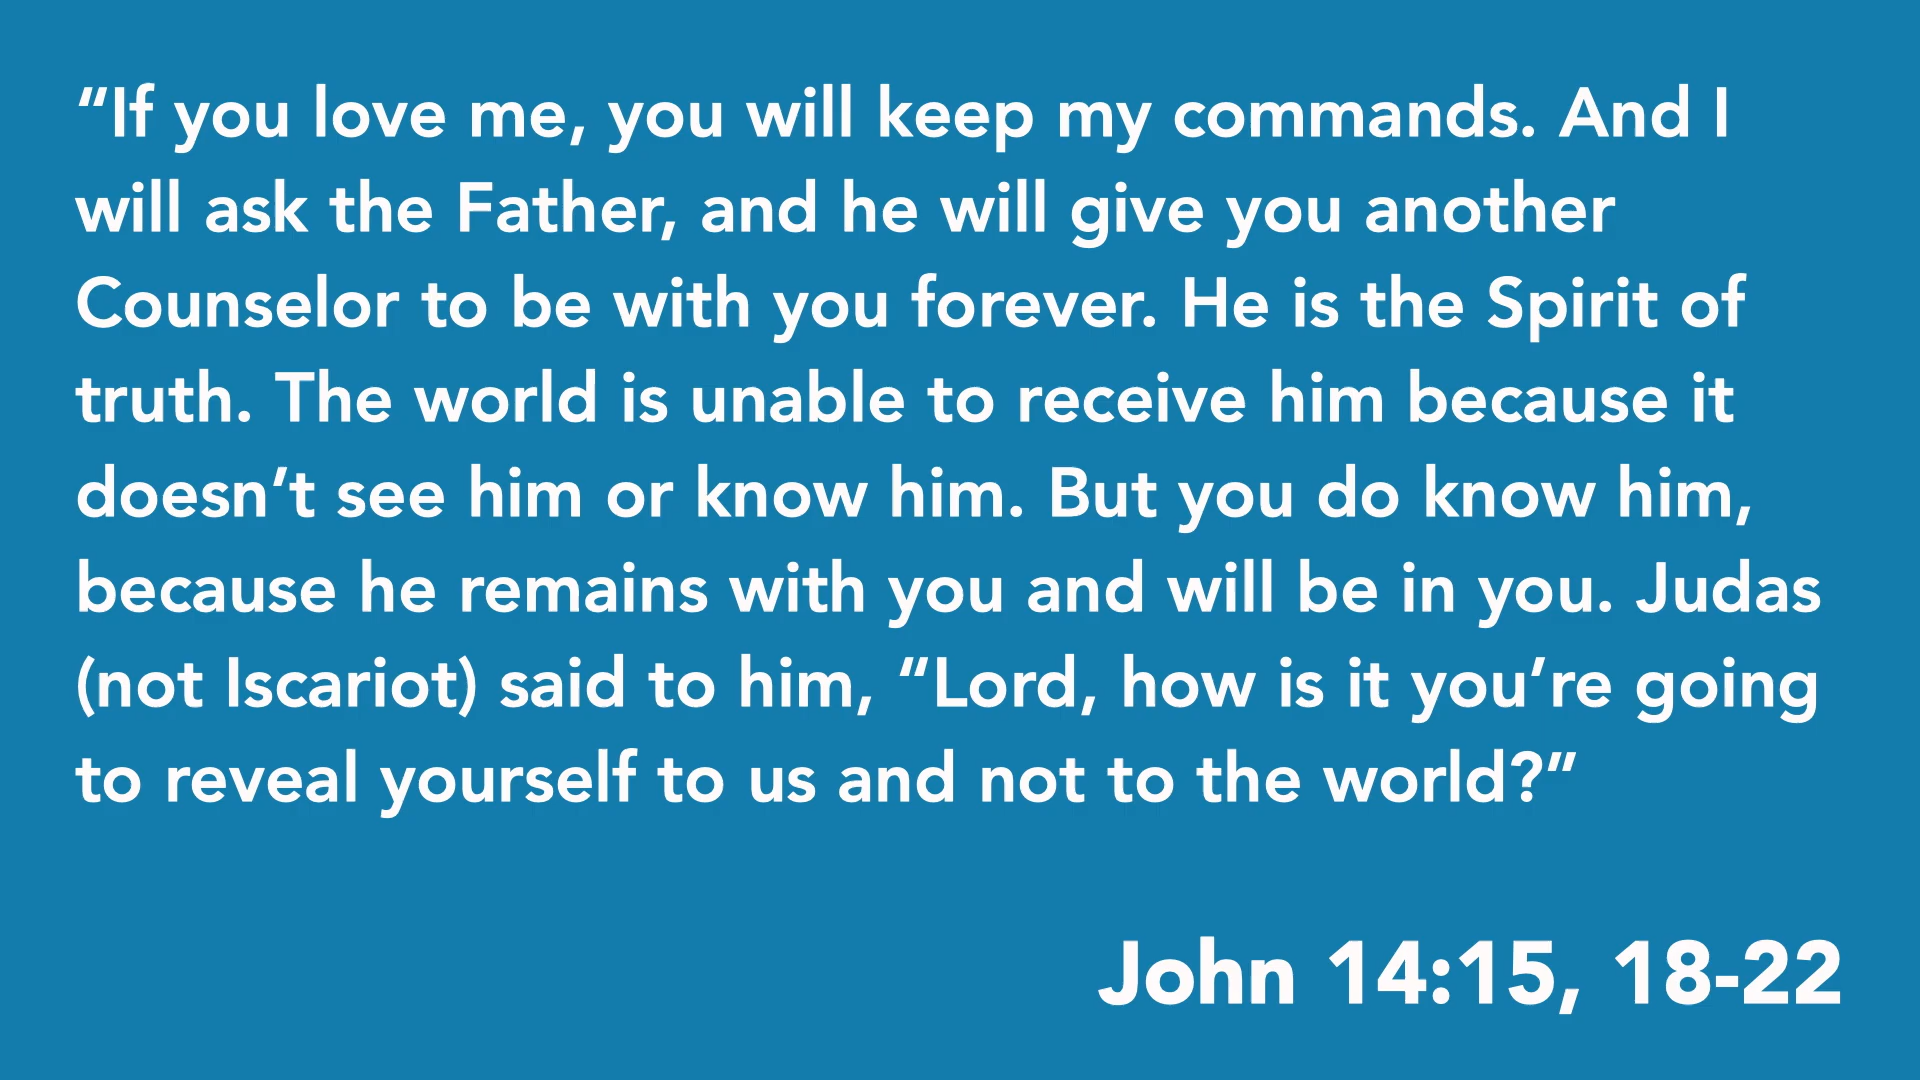 “If you love me, you will keep my commands. And I
will ask the Father, and he will give you another
Counselor to be with you forever. He is the Spirit of
truth. The world is unable to receive him because it
doesn’t see him or know him. But you do know him,
because he remains with you and will be in you. Judas
(not Iscariot) said to him, “Lord, how is it you’re going
to reveal yourself to us and not to the world?”
John 14:15, 18-22